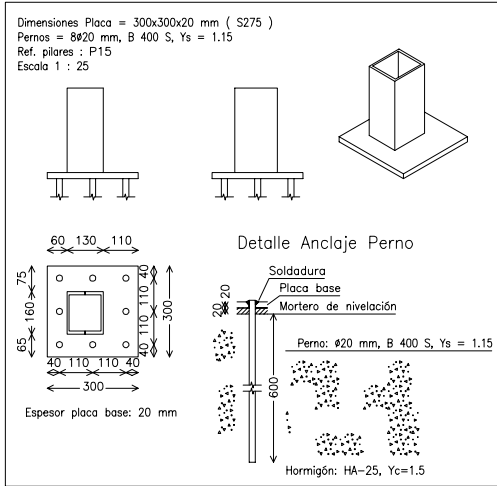 Dimensiones Placa = 300x300x20 mm ( S275 )
Pernos = 8ø20 mm, B 400 S, Ys = 1.15
Ref. pilares : P15
Escala 1 : 25
60 130 110
75
160
65
40
110
110
40
300
40 110 110 40
300
Espesor placa base: 20 mm
Detalle Anclaje Perno
Soldadura
Placa base
Mortero de nivelación
20
20
600
Perno: ø20 mm, B 400 S, Ys = 1.15
Hormigón: HA-25, Yc=1.5